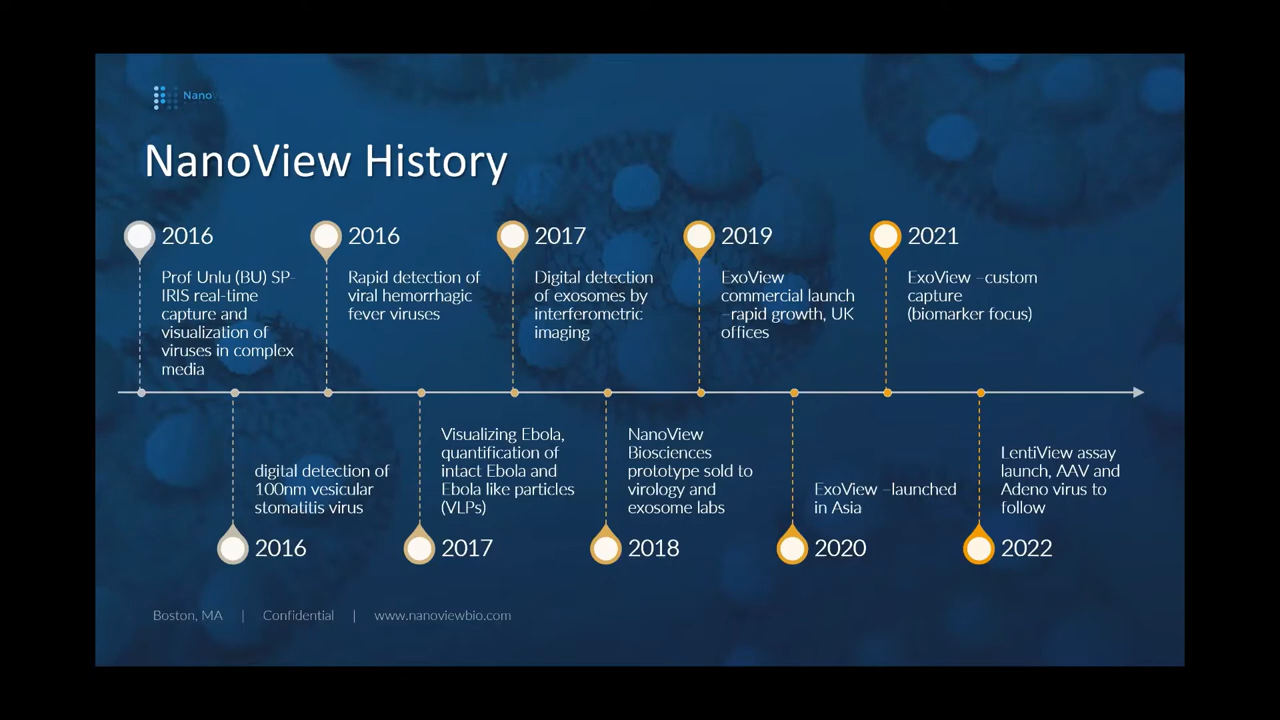 Nano
NanoView History
2016
Prof Unlu (BU) SP-
IRIS real-time
capture and
visualization of
viruses in complex
media
2016
Rapid detection of
viral hemorrhagic
fever viruses
2017
Digital detection
of exosomes by
interferometric
imaging
2019
ExoView
commercial launch
–rapid growth, UK
offices
2021
ExoView –custom
capture
(biomarker focus)
digital detection of
100nm vesicular
stomatitis virus
2016
Visualizing Ebola,
quantification of
intact Ebola and
Ebola like particles
(VLPs)
2017
NanoView
Biosciences
prototype sold to
virology and
exosome labs
2018
ExoView –launched
in Asia
2020
LentiView assay
launch, AAV and
Adeno virus to
follow
2022
Boston, MA | Confidential | www.nanoviewbio.com